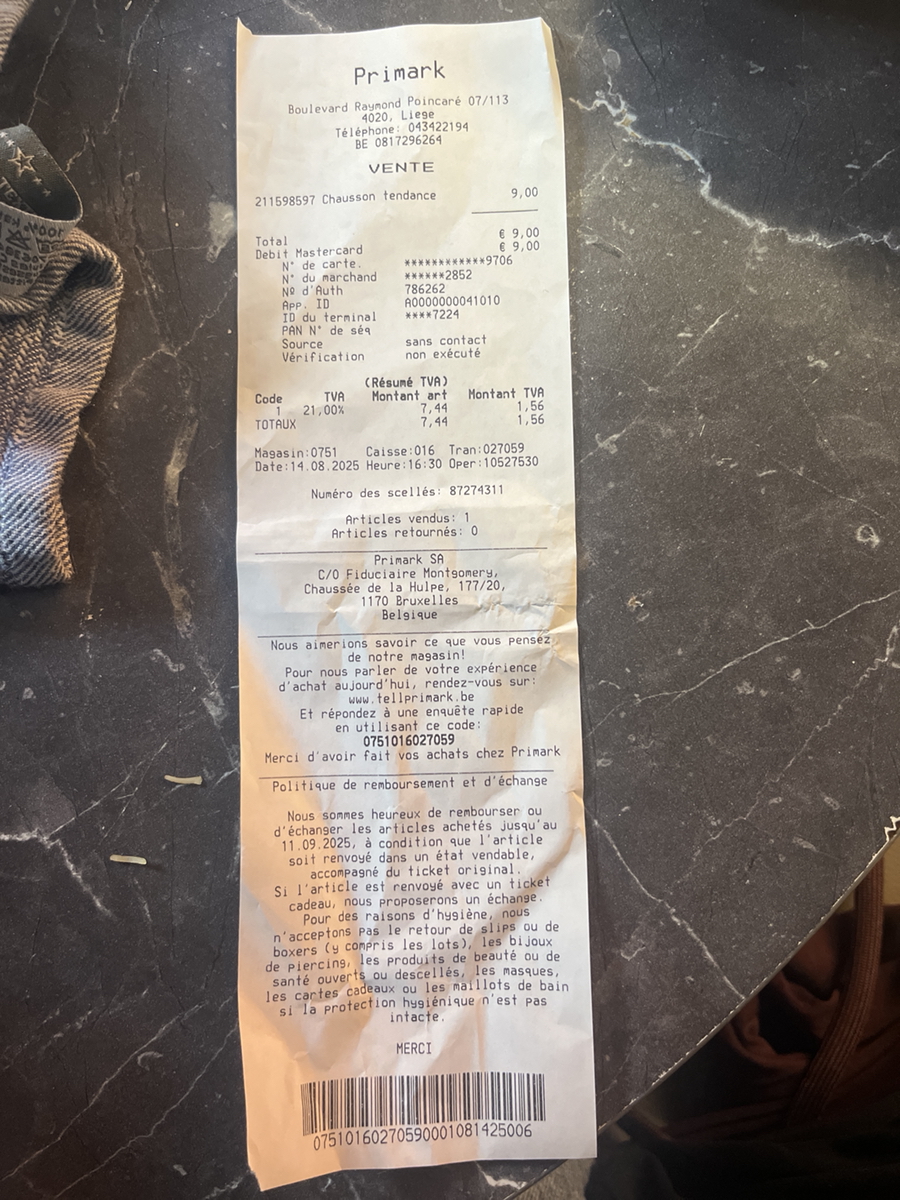 Primark
Boulevard Raymond Poincaré 07/113
4020, Liege
Téléphone: 043422194
BE 0817296264
VENTE
211598597 Chausson tendance 9,00
Total € 9,00
Debit Mastercard € 9,00
N° de carte. ************9706
N° du marchand ******2852
Nº d'Auth 786262
App. ID A0000000041010
ID du terminal ****7224
PAN N° de séq
Source sans contact
Vérification non exécuté
(Résumé TVA)
Code TVA Montant art Montant TVA
1 21,00% 7,44 1,56
TOTAUX 7,44 1,56
Magasin:0751 Caisse:016 Tran:027059
Date:14.08.2025 Heure:16:30 Oper:10527530
Numéro des scellés: 87274311
Articles vendus: 1
Articles retournés: 0
Primark SA
C/O Fiduciaire Montgomery,
Chaussée de la Hulpe, 177/20,
1170 Bruxelles
Belgique
Nous aimerions savoir ce que vous pensez
de notre magasin!
Pour nous parler de votre expérience
d'achat aujourd'hui, rendez-vous sur:
www.tellprimark.be
Et répondez à une enquête rapide
en utilisant ce code:
0751016027059
Merci d'avoir fait vos achats chez Primark
Politique de remboursement et d'échange
Nous sommes heureux de rembourser ou
d'échanger les articles achetés jusqu'au
11.09.2025, à condition que l'article
soit renvoyé dans un état vendable,
accompagné du ticket original.
Si l'article est renvoyé avec un ticket
cadeau, nous proposerons un échange.
Pour des raisons d'hygiène, nous
n'acceptons pas le retour de slips ou de
boxers (y compris les lots), les bijoux
de piercing, les produits de beauté ou de
santé ouverts ou descellés, les masques,
les cartes cadeaux ou les maillots de bain
si la protection hygiénique n'est pas
intacte.
MERCI
07510160270590001081425006